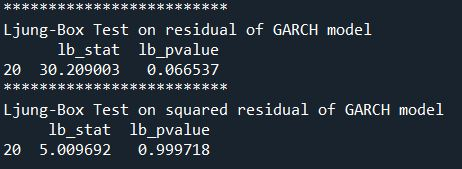 *************************
Ljung-Box Test on residual of GARCH model
lb_stat lb_pvalue
20 30.209003 0.066537
*************************
Ljung-Box Test on squared residual of GARCH model
lb_stat lb_pvalue
20 5.009692 0.999718